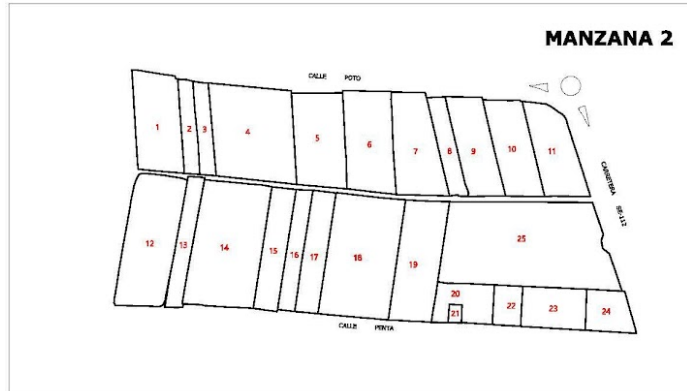 MANZANA 2
CALLE POTO
1 2 3 4 5 6 7 8 9 10 11
CARRETERA SE-112
12 13 14 15 16 17 18 19 25
20 21 22 23 24
CALLE PENTA